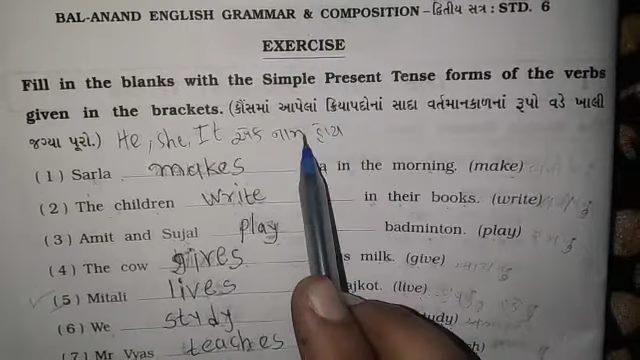 BAL-ANAND ENGLISH GRAMMAR & COMPOSITION – દ્વિતીય સત્ર : STD. 6
EXERCISE
Fill in the blanks with the Simple Present Tense forms of the verbs
given in the brackets. (કૌંસમાં આપેલાં ક્રિયાપદોનાં સાદા વર્તમાનકાળનાં રૂપો વડે ખાલી
જગ્યા પૂરો.) He, she, It એક નામ હોય
(1) Sarla makes in the morning. (make)
(2) The children write in their books. (write)
(3) Amit and Sujal play badminton. (play)
(4) The cow gives milk. (give)
(5) Mitali lives (live)
(6) We study
(7) Mr Vyas teaches